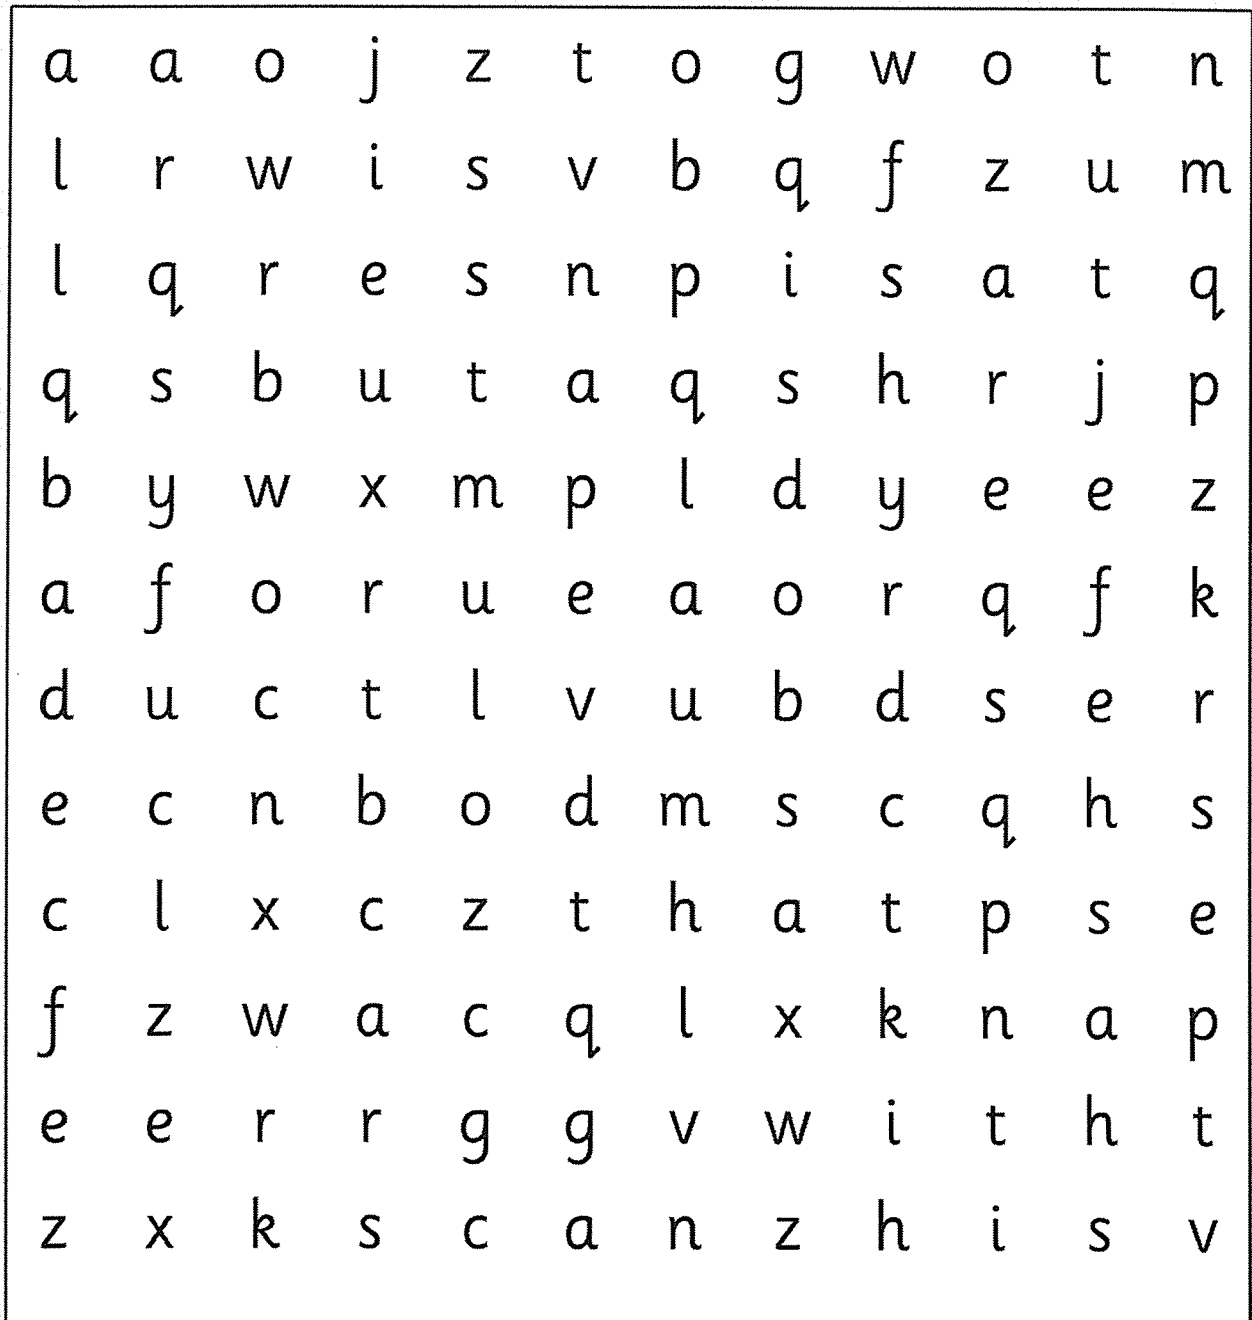 a a o j z t o g w o t n
l r w i s v b q f z u m
l q r e s n p i s a t q
q s b u t a q s h r j p
b y w x m p l d y e e z
a f o r u e a o r q f k
d u c t l v u b d s e r
e c n b o d m s c q h s
c l x c z t h a t p s e
f z w a c q l x k n a p
e e r r g g v w i t h t
z x k s c a n z h i s v